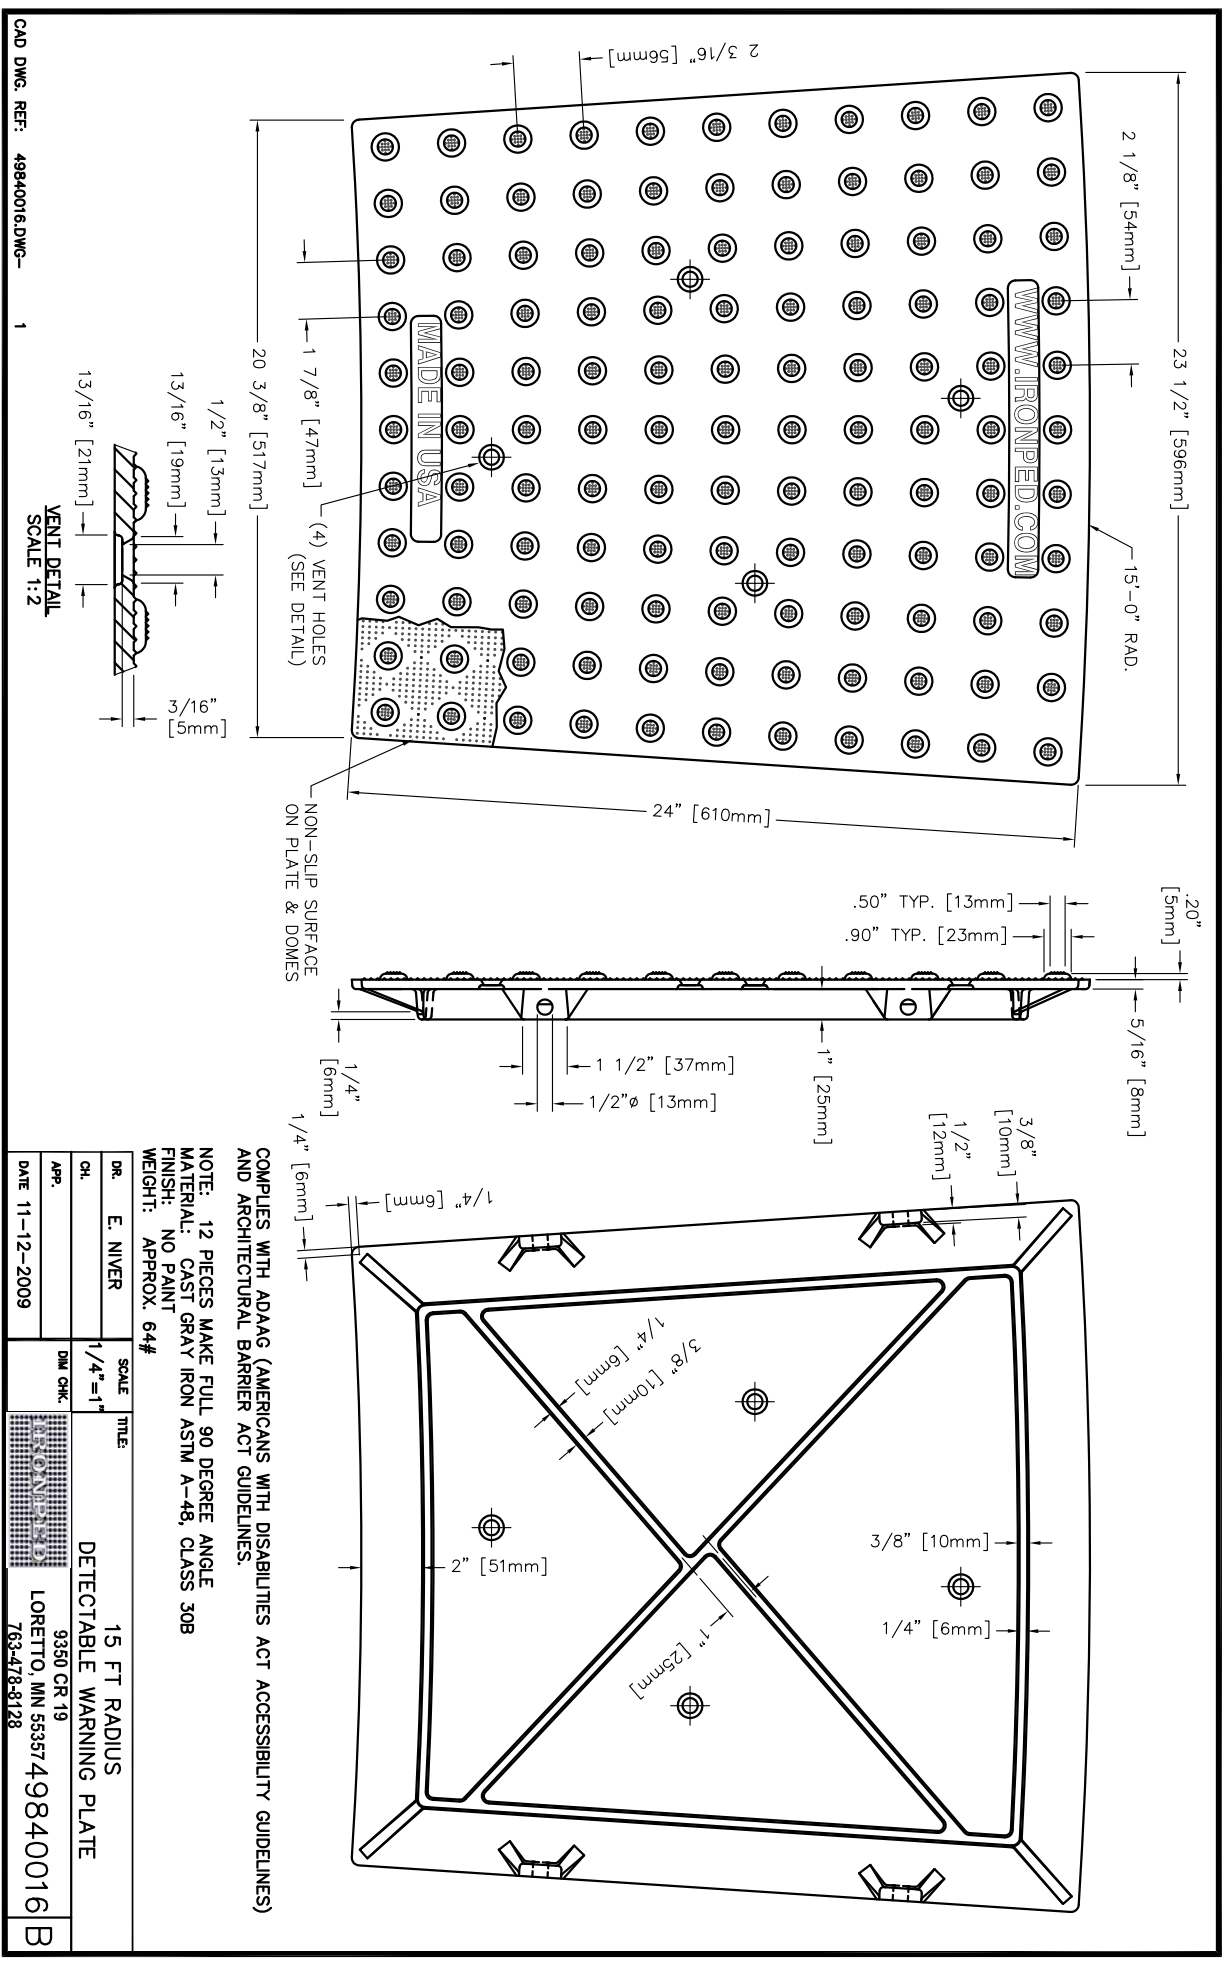 23 1/2" [596mm]
2 1/8" [54mm]
15'-0" RAD.
WWW.IRONPED.COM
2 3/16" [56mm]
MADE IN USA
1 7/8" [47mm]
(4) VENT HOLES
(SEE DETAIL)
20 3/8" [517mm]
24" [610mm]
NON-SLIP SURFACE
ON PLATE & DOMES
1/2" [13mm]
13/16" [19mm]
13/16" [21mm]
3/16"
[5mm]
VENT DETAIL
SCALE 1:2
.20"
[5mm]
.50" TYP. [13mm]
.90" TYP. [23mm]
5/16" [8mm]
1" [25mm]
1 1/2" [37mm]
1/2"ø [13mm]
1/4"
[6mm]
3/8"
[10mm]
1/2"
[12mm]
1/4" [6mm]
1/4" [6mm]
1/4" [6mm]
3/8" [10mm]
3/8" [10mm]
1/4" [6mm]
2" [51mm]
1" [25mm]
COMPLIES WITH ADAAG (AMERICANS WITH DISABILITIES ACT ACCESSIBILITY GUIDELINES)
AND ARCHITECTURAL BARRIER ACT GUIDELINES.
NOTE: 12 PIECES MAKE FULL 90 DEGREE ANGLE
MATERIAL: CAST GRAY IRON ASTM A-48, CLASS 30B
FINISH: NO PAINT
WEIGHT: APPROX. 64#
DR. E. NIVER
CH.
APP.
DATE 11-12-2009
SCALE
1/4"=1"
DIM CHK.
TITLE:
15 FT RADIUS
DETECTABLE WARNING PLATE
IRONPED
9350 CR 19
LORETTO, MN 55357
763-478-8128
49840016 B
CAD DWG. REF: 49840016.DWG- 1